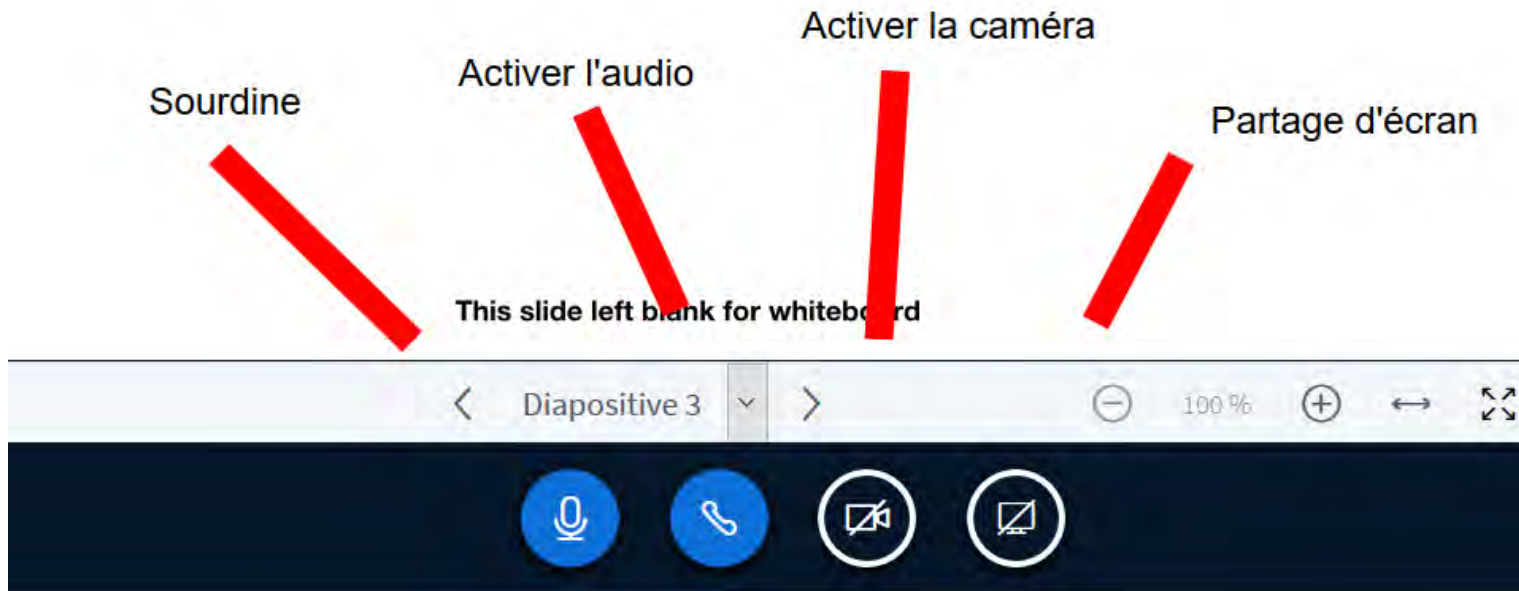 Activer la caméra
Activer l'audio
Sourdine
Partage d'écran
This slide left blank for whiteboard
Diapositive 3
100 %